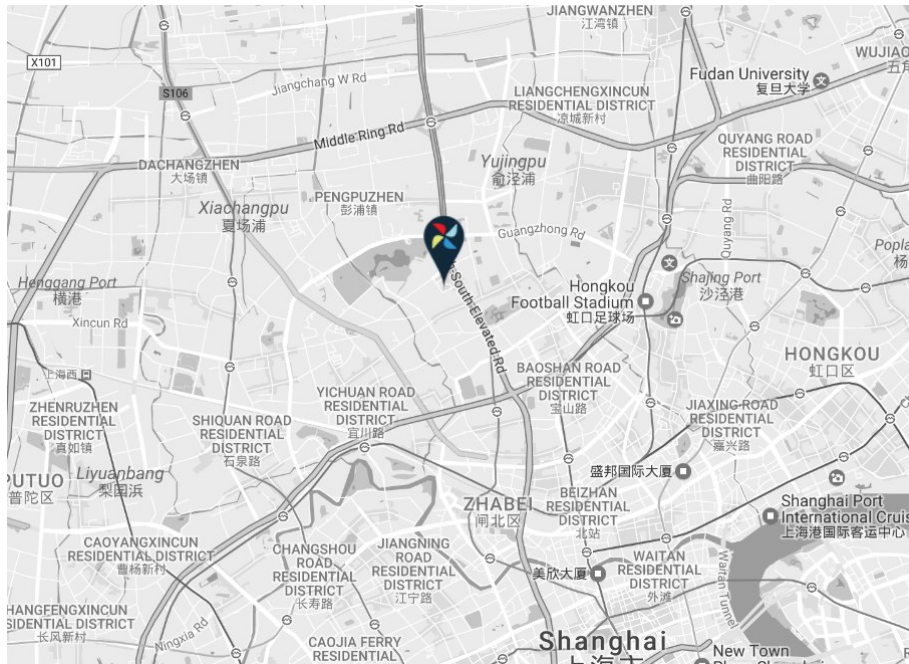 JIANGWANZHEN
江湾镇
X101
WUJIAO
五角
Fudan University
复旦大学
Jiangchang W Rd
S106
LIANGCHENGXINCUN
RESIDENTIAL DISTRICT
凉城新村
Middle Ring Rd
QUYANG ROAD
RESIDENTIAL
DISTRICT
曲阳路
DACHANGZHEN
大场镇
Yujingpu
俞泾浦
PENGPUZHEN
彭浦镇
Xiachangpu
夏场浦
Guangzhong Rd
Quyang Rd
Popla
杨
Henggang Port
横港
-South Elevated Rd
Hongkou
Football Stadium
虹口足球场
Shajing Port
沙泾港
Xincun Rd
HONGKOU
虹口区
上海西
BAOSHAN ROAD
RESIDENTIAL
DISTRICT
宝山路
YICHUAN ROAD
RESIDENTIAL
DISTRICT
宜川路
ZHENRUZHEN
RESIDENTIAL
DISTRICT
真如镇
SHIQUAN ROAD
RESIDENTIAL
DISTRICT
石泉路
JIAXING ROAD
RESIDENTIAL
DISTRICT
嘉兴路
PUTUO
普陀区
Liyuanbang
梨园浜
盛邦国际大厦
ZHABEI
闸北区
BEIZHAN
RESIDENTIAL
DISTRICT
北站
Shanghai Port
International Cruis
上海港国际客运中心
CAOYANGXINCUN
RESIDENTIAL DISTRICT
曹杨新村
CHANGSHOU
ROAD
RESIDENTIAL
DISTRICT
长寿路
JIANGNING
ROAD
RESIDENTIAL
DISTRICT
江宁路
WAITAN
RESIDENTIAL
DISTRICT
外滩
美欣大厦
Waitan Tunnel
HANGFENGXINCUN
RESIDENTIAL DISTRICT
长风新村
Ningxia Rd
CAOJIA FERRY
RESIDENTIAL
Shanghai
上海市
New Town